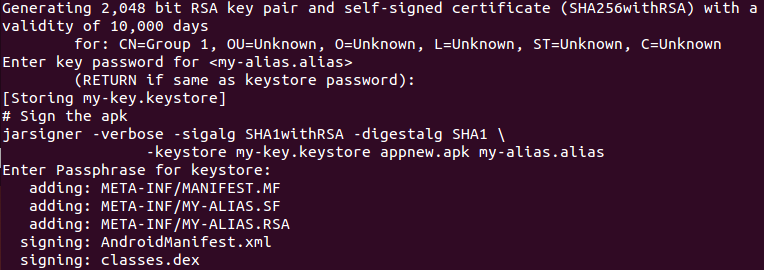 Generating 2,048 bit RSA key pair and self-signed certificate (SHA256withRSA) with a
validity of 10,000 days
        for: CN=Group 1, OU=Unknown, O=Unknown, L=Unknown, ST=Unknown, C=Unknown
Enter key password for <my-alias.alias>
        (RETURN if same as keystore password):
[Storing my-key.keystore]
# Sign the apk
jarsigner -verbose -sigalg SHA1withRSA -digestalg SHA1 \
                -keystore my-key.keystore appnew.apk my-alias.alias
Enter Passphrase for keystore:
   adding: META-INF/MANIFEST.MF
   adding: META-INF/MY-ALIAS.SF
   adding: META-INF/MY-ALIAS.RSA
  signing: AndroidManifest.xml
  signing: classes.dex